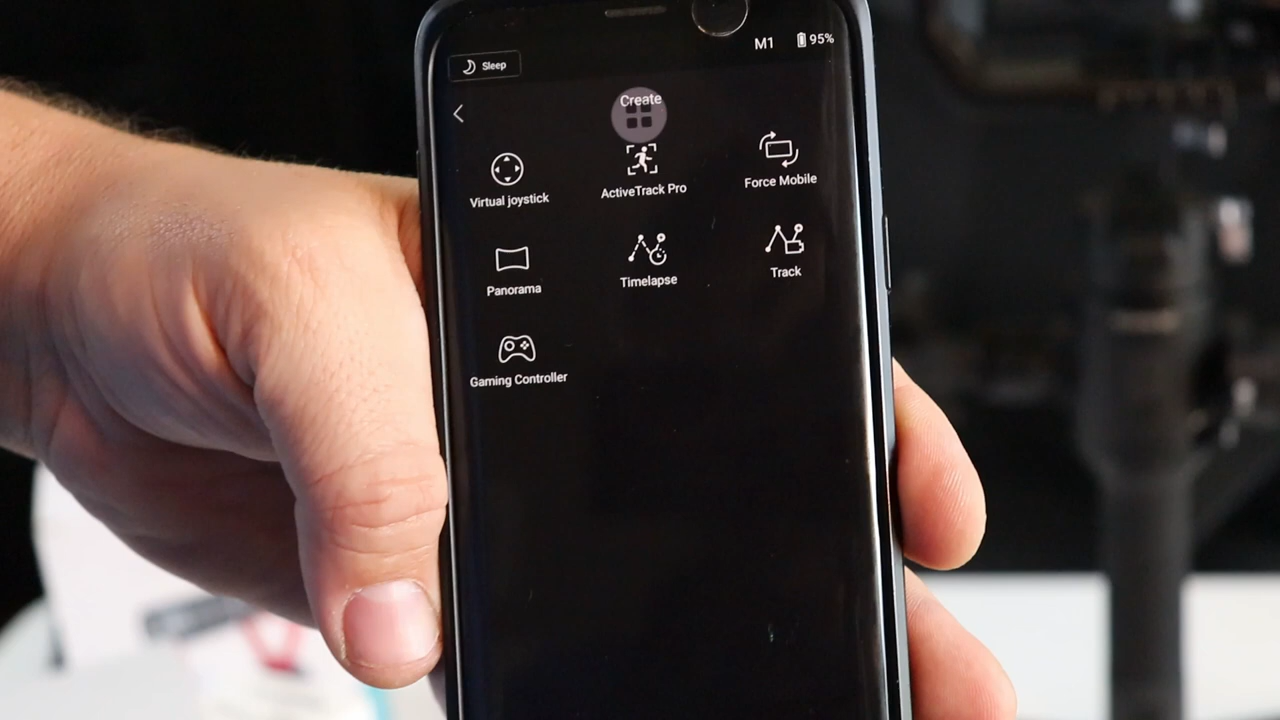 M1 95%
Sleep
Create
Virtual joystick
ActiveTrack Pro
Force Mobile
Panorama
Timelapse
Track
Gaming Controller